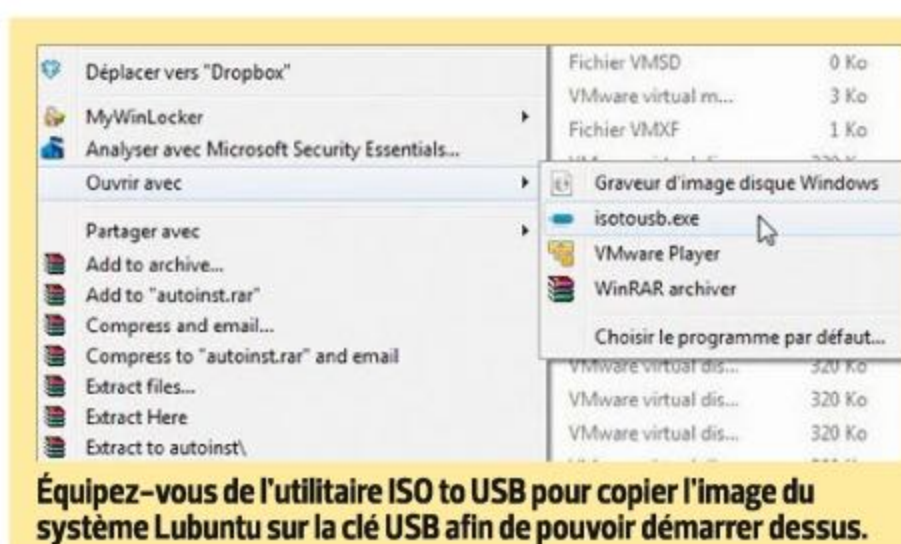 Déplacer vers "Dropbox"
MyWinLocker
Analyser avec Microsoft Security Essentials...
Ouvrir avec
Partager avec
Add to archive...
Add to "autoinst.rar"
Compress and email...
Compress to "autoinst.rar" and email
Extract files...
Extract Here
Extract to autoinst\
Fichier VMSD 0 Ko
VMware virtual m... 3 Ko
Fichier VMXF 1 Ko
Graveur d'image disque Windows
isotousb.exe
VMware Player
WinRAR archiver
Choisir le programme par défaut...
VMware virtual dis... 320 Ko
VMware virtual dis... 320 Ko
VMware virtual dis... 320 Ko
Équipez-vous de l'utilitaire ISO to USB pour copier l'image du
système Lubuntu sur la clé USB afin de pouvoir démarrer dessus.